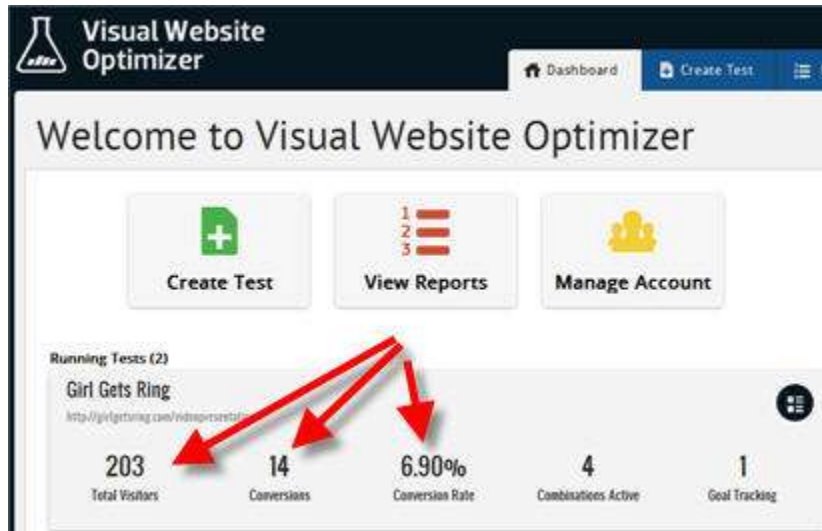 Visual Website
Optimizer
Dashboard
Create Test
Welcome to Visual Website Optimizer
1
2
3
Create Test
View Reports
Manage Account
Running Tests (2)
Girl Gets Ring
203
14
6.90%
4
1
Total Visitors
Conversions
Conversion Rate
Combinations Active
Goal Tracking